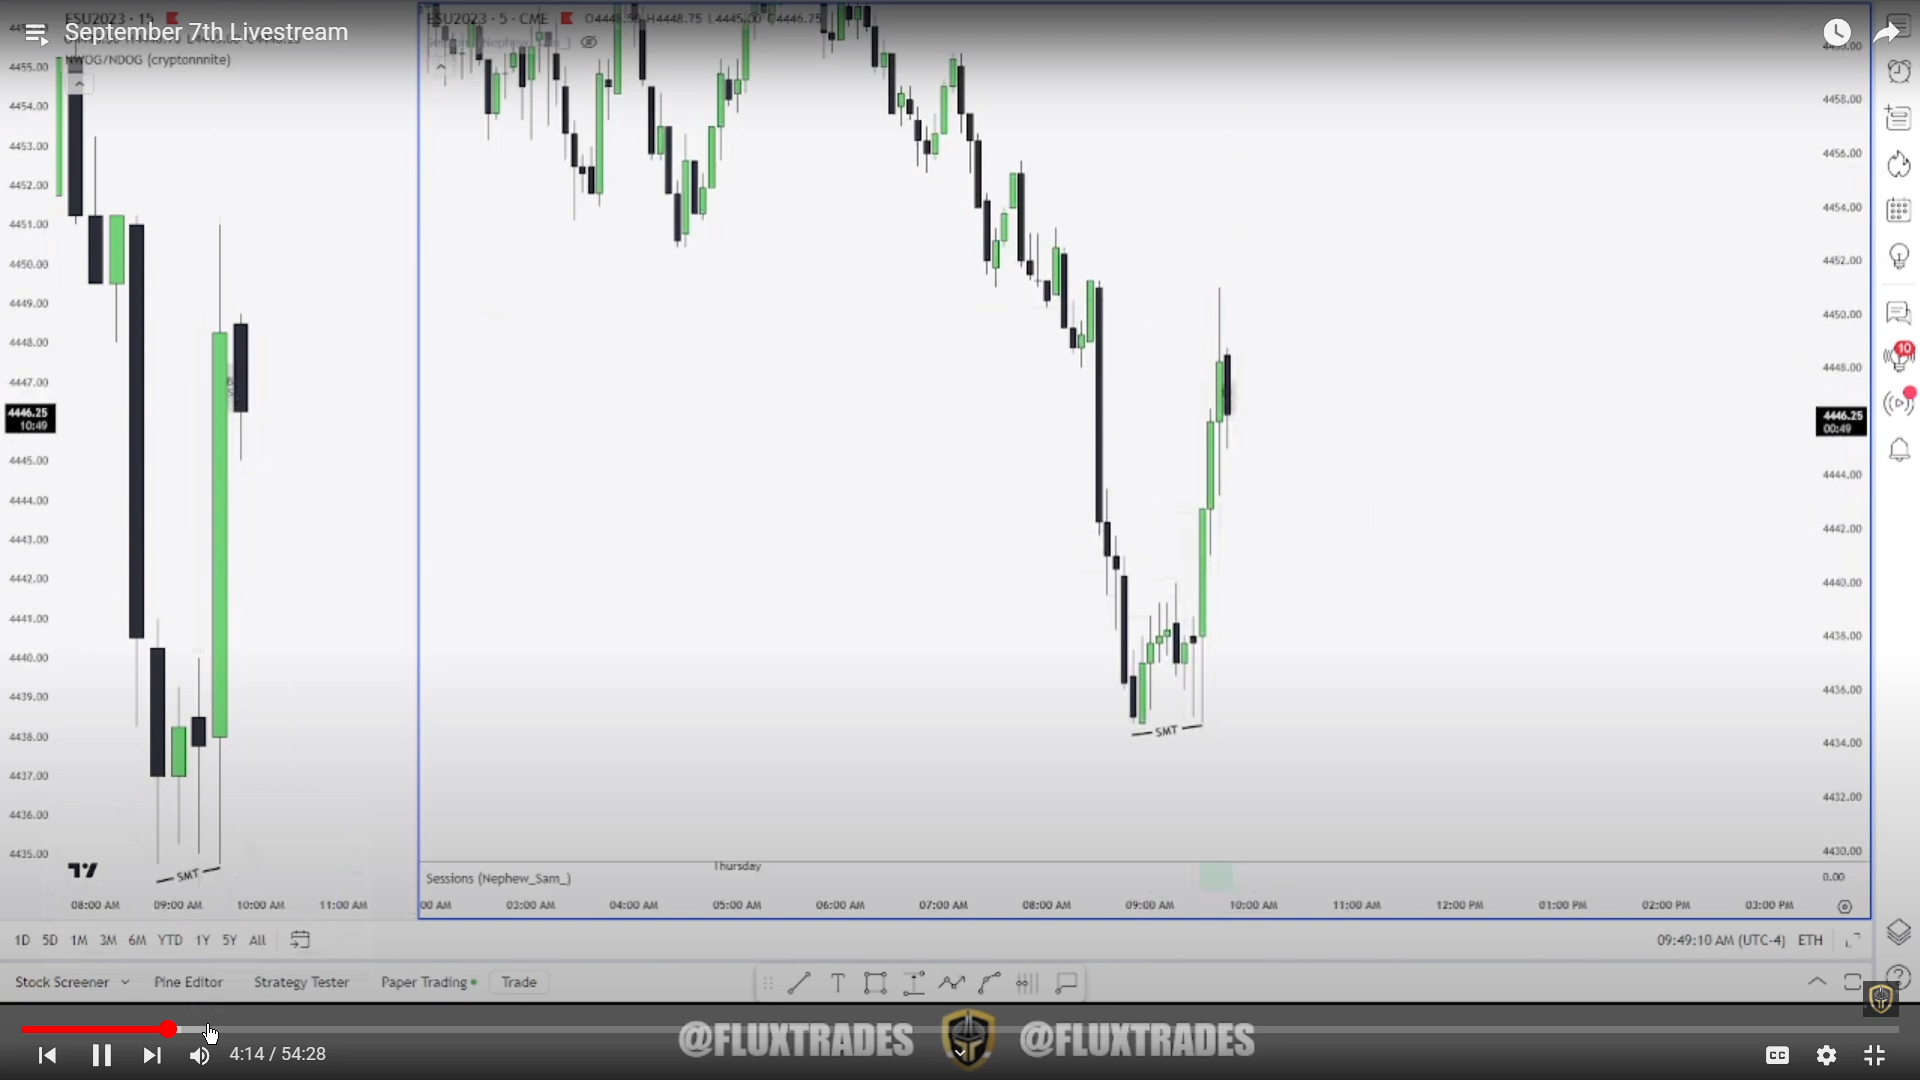 September 7th Livestream
ESU2023 · 15
NWOG/NDOG (cryptonnnite)
4455.00
4454.00
4453.00
4452.00
4451.00
4450.00
4449.00
4448.00
4447.00
4446.25
10:49
4445.00
4444.00
4443.00
4442.00
4441.00
4440.00
4439.00
4438.00
4437.00
4436.00
4435.00
SMT
08:00 AM 09:00 AM 10:00 AM 11:00 AM
ESU2023 · 5 · CME
H4448.75 L4445.00 C4446.25
4458.00
4456.00
4454.00
4452.00
4450.00
4448.00
4446.25
00:49
4444.00
4442.00
4440.00
4438.00
4436.00
4434.00
4432.00
4430.00
0.00
SMT
Thursday
Sessions (Nephew_Sam_)
00 AM 03:00 AM 04:00 AM 05:00 AM 06:00 AM 07:00 AM 08:00 AM 09:00 AM 10:00 AM 11:00 AM 12:00 PM 01:00 PM 02:00 PM 03:00 PM
10
1D 5D 1M 3M 6M YTD 1Y 5Y All
09:49:10 AM (UTC-4) ETH
Stock Screener Pine Editor Strategy Tester Paper Trading Trade
@FLUXTRADES @FLUXTRADES
4:14 / 54:28
CC